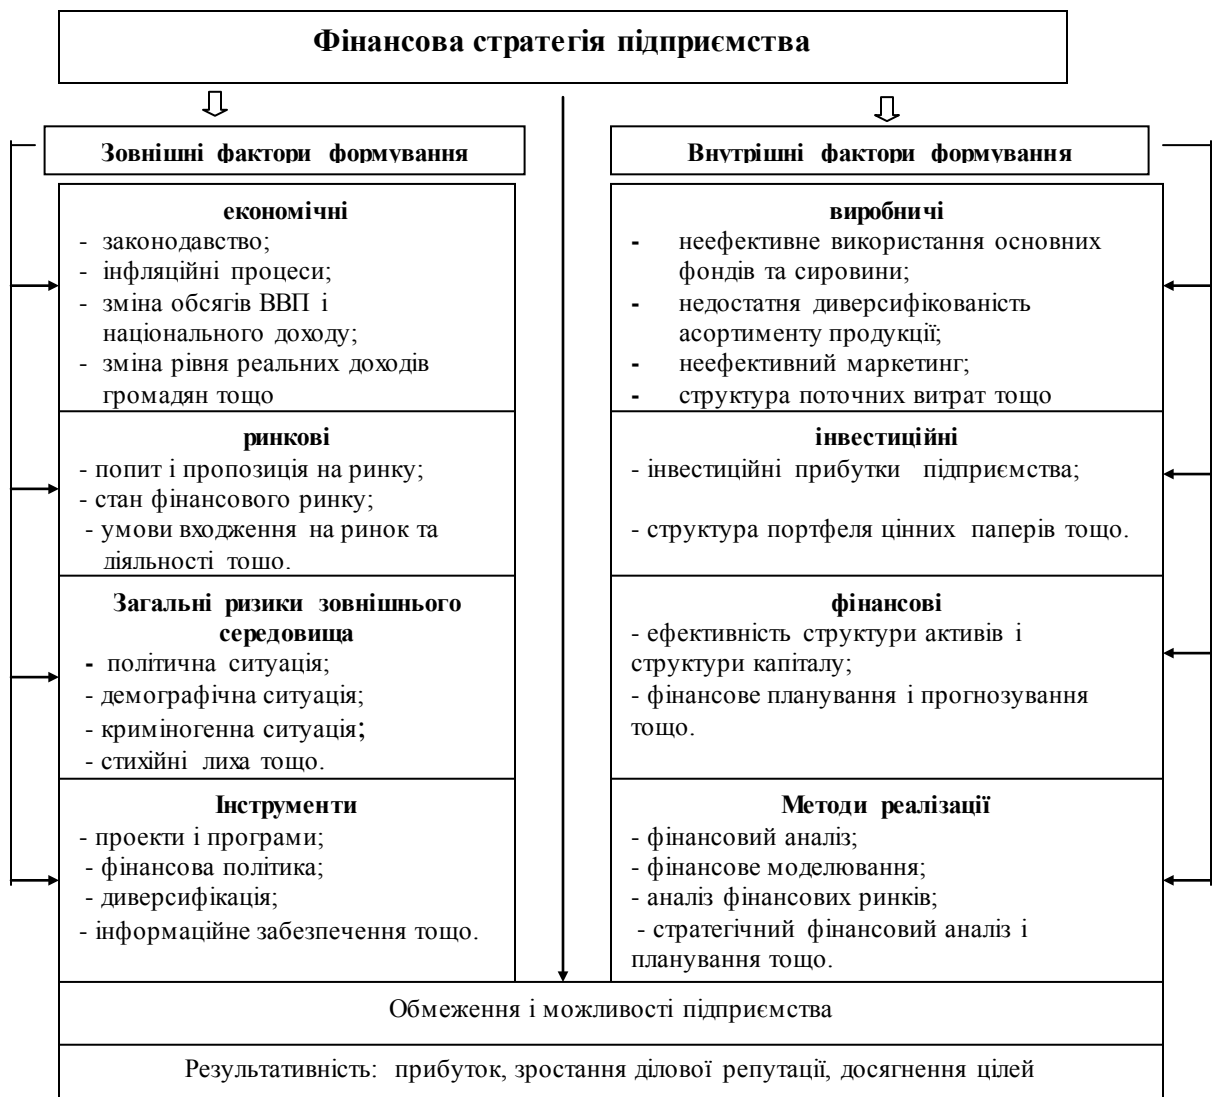 Фінансова стратегія підприємства
Зовнішні фактори формування
економічні
- законодавство;
- інфляційні процеси;
- зміна обсягів ВВП і
національного доходу;
- зміна рівня реальних доходів
громадян тощо
ринкові
- попит і пропозиція на ринку;
- стан фінансового ринку;
- умови входження на ринок та
діяльності тощо.
Загальні ризики зовнішнього
середовища
- політична ситуація;
- демографічна ситуація;
- криміногенна ситуація;
- стихійні лиха тощо.
Інструменти
- проекти і програми;
- фінансова політика;
- диверсифікація;
- інформаційне забезпечення тощо.
Внутрішні фактори формування
виробничі
- неефективне використання основних
фондів та сировини;
- недостатня диверсифікованість
асортименту продукції;
- неефективний маркетинг;
- структура поточних витрат тощо
інвестиційні
- інвестиційні прибутки підприємства;
- структура портфеля цінних паперів тощо.
фінансові
- ефективність структури активів і
структури капіталу;
- фінансове планування і прогнозування
тощо.
Методи реалізації
- фінансовий аналіз;
- фінансове моделювання;
- аналіз фінансових ринків;
- стратегічний фінансовий аналіз і
планування тощо.
Обмеження і можливості підприємства
Результативність: прибуток, зростання ділової репутації, досягнення цілей